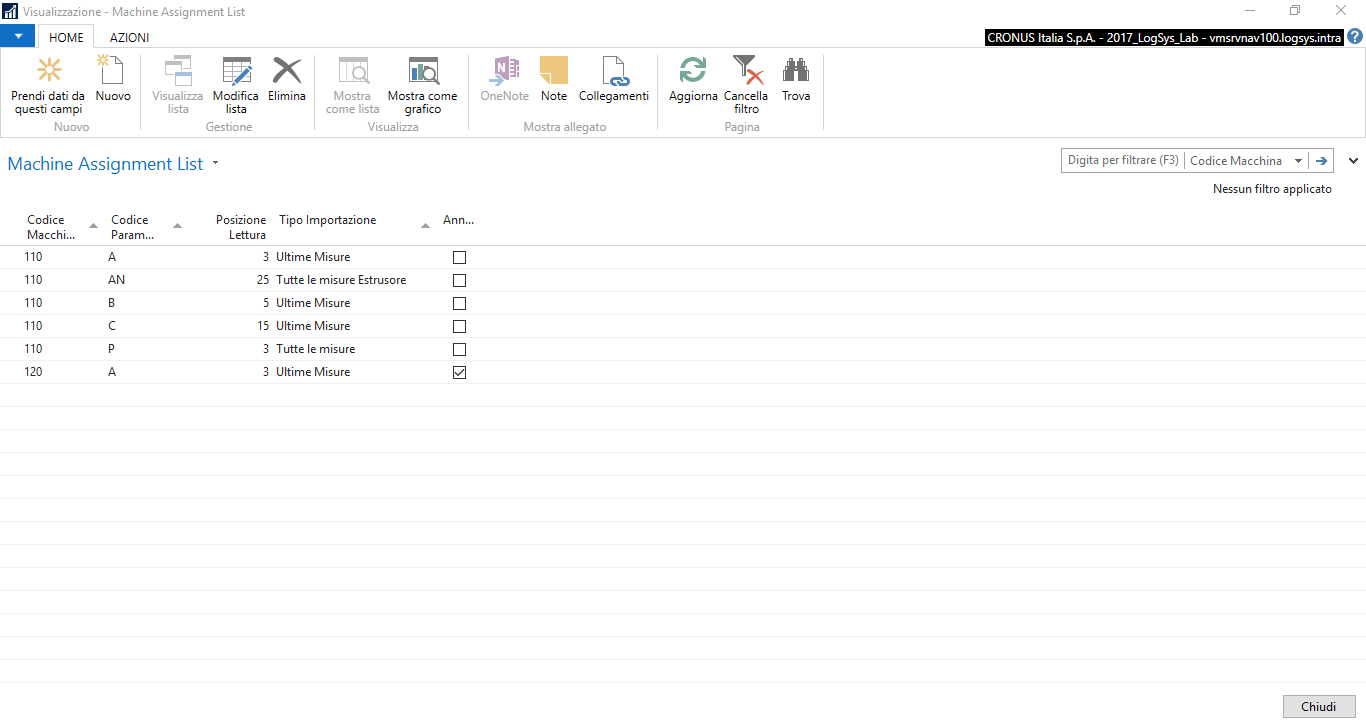 Visualizzazione - Machine Assignment List
HOME AZIONI
CRONUS Italia S.p.A. - 2017_LogSys_Lab - vmsrvnav100.logsys.intra
?
Prendi dati da questi campi
Nuovo
Visualizza lista
Modifica lista
Elimina
Mostra come lista
Mostra come grafico
OneNote
Note
Collegamenti
Aggiorna
Cancella filtro
Trova
Nuovo
Gestione
Visualizza
Mostra allegato
Pagina
Machine Assignment List
Digita per filtrare (F3) Codice Macchina
Nessun filtro applicato
Codice Macchi...
Codice Param...
Posizione Lettura
Tipo Importazione
Ann...
110 A 3 Ultime Misure
110 AN 25 Tutte le misure Estrusore
110 B 5 Ultime Misure
110 C 15 Ultime Misure
110 P 3 Tutte le misure
120 A 3 Ultime Misure
Chiudi